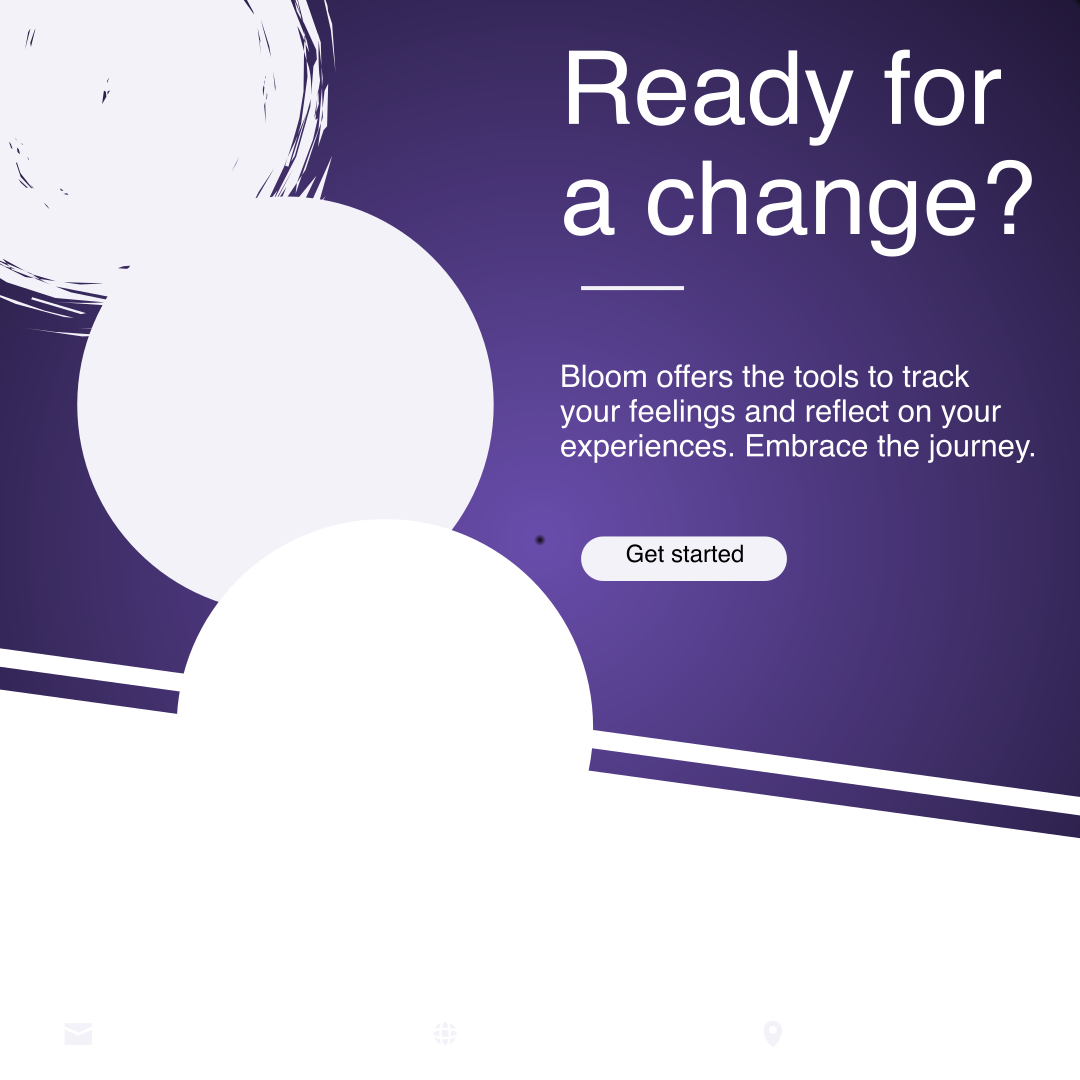 Ready for
a change?
Bloom offers the tools to track
your feelings and reflect on your
experiences. Embrace the journey.
Get started